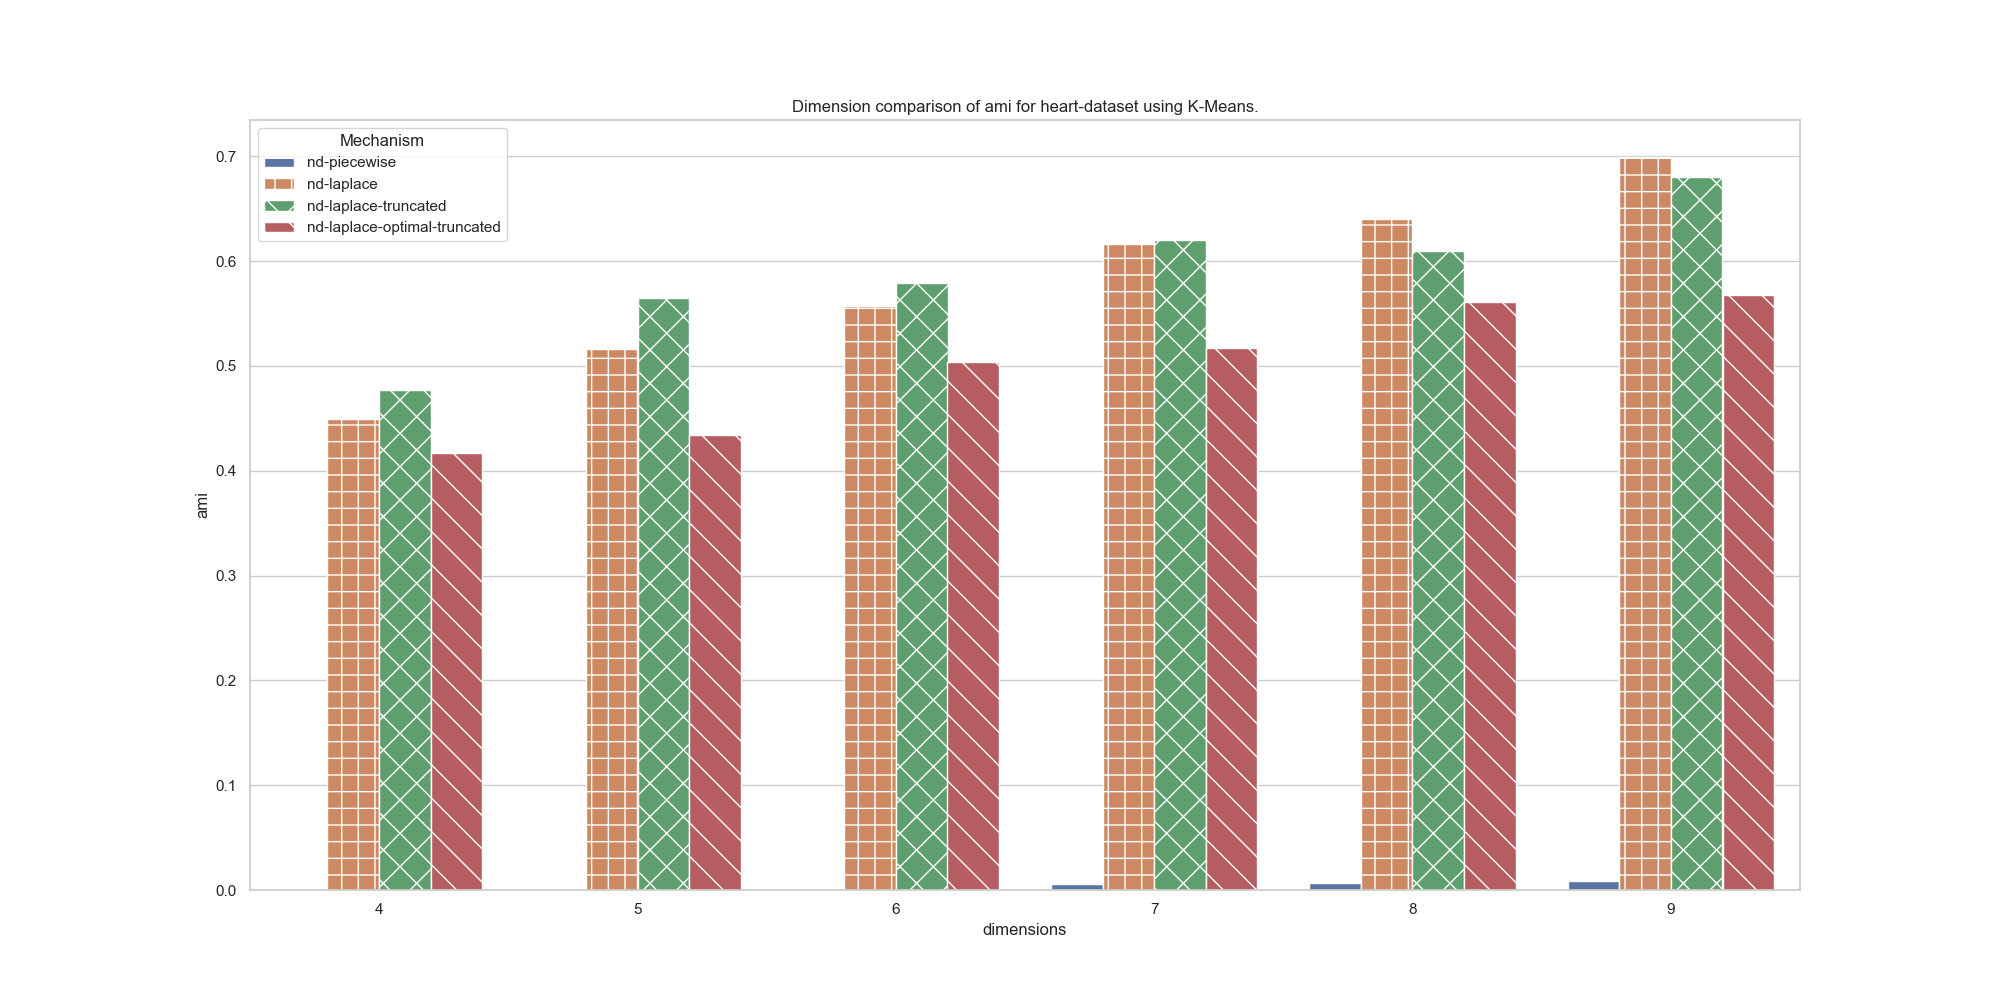 Dimension comparison of ami for heart-dataset using K-Means.
Mechanism
nd-piecewise
nd-laplace
nd-laplace-truncated
nd-laplace-optimal-truncated
ami
0.7
0.6
0.5
0.4
0.3
0.2
0.1
0.0
4 5 6 7 8 9
dimensions